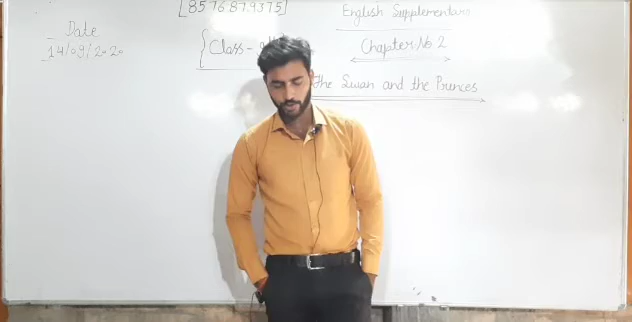 [8576879375]
English Supplementary
Date
14/09/2020
{Class -
Chapter No. 2
The Swan and the Princes